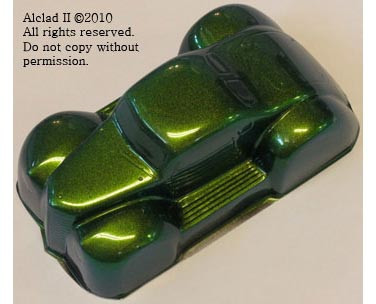 Alclad II ©2010
All rights reserved.
Do not copy without
permission.